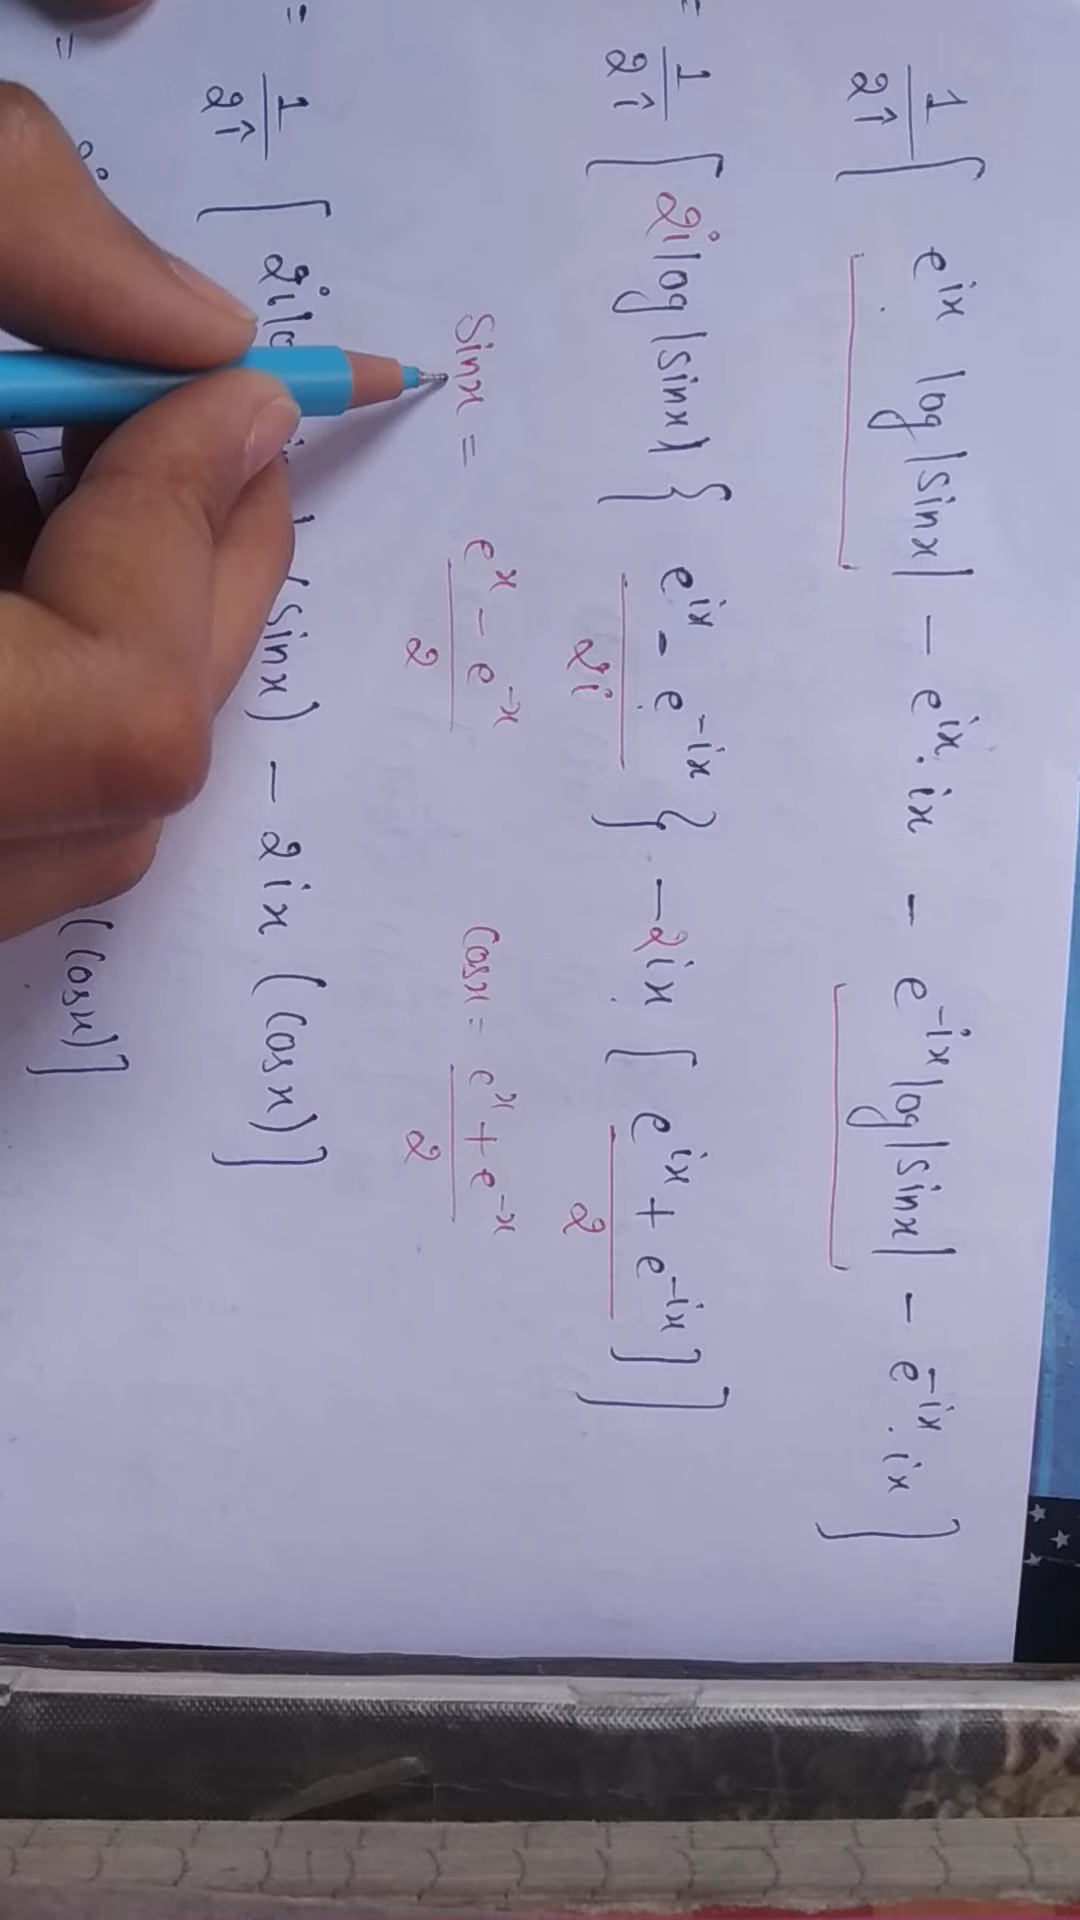 1/2i [ e^ix log|sinx| - e^ix.ix - e^-ix log|sinx| - e^-ix.ix ]
= 1/2i [ 2i log|sinx| { e^ix - e^-ix / 2i } - 2ix [ e^ix + e^-ix / 2 ] ]
Sinx = e^x - e^-x / 2   Cosx = e^x + e^-x / 2
= 1/2i [ 2i (sinx) - 2ix (Cosx) ]
= (Cosx) ]